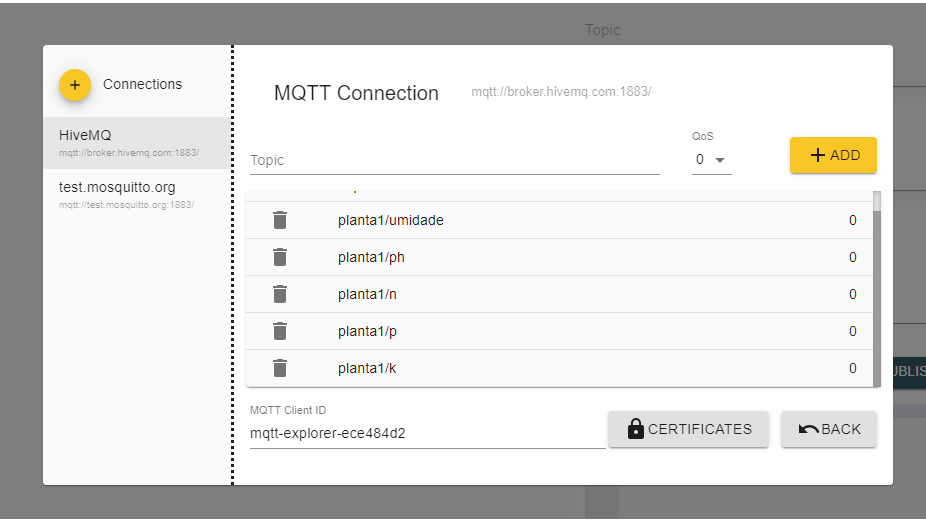 Topic
Connections
HiveMQ
mqtt://broker.hivemq.com:1883/
test.mosquitto.org
mqtt://test.mosquitto.org:1883/
MQTT Connection
mqtt://broker.hivemq.com:1883/
Topic
QoS
0
+ ADD
planta1/umidade 0
planta1/ph 0
planta1/n 0
planta1/p 0
planta1/k 0
MQTT Client ID
mqtt-explorer-ece484d2
CERTIFICATES
BACK